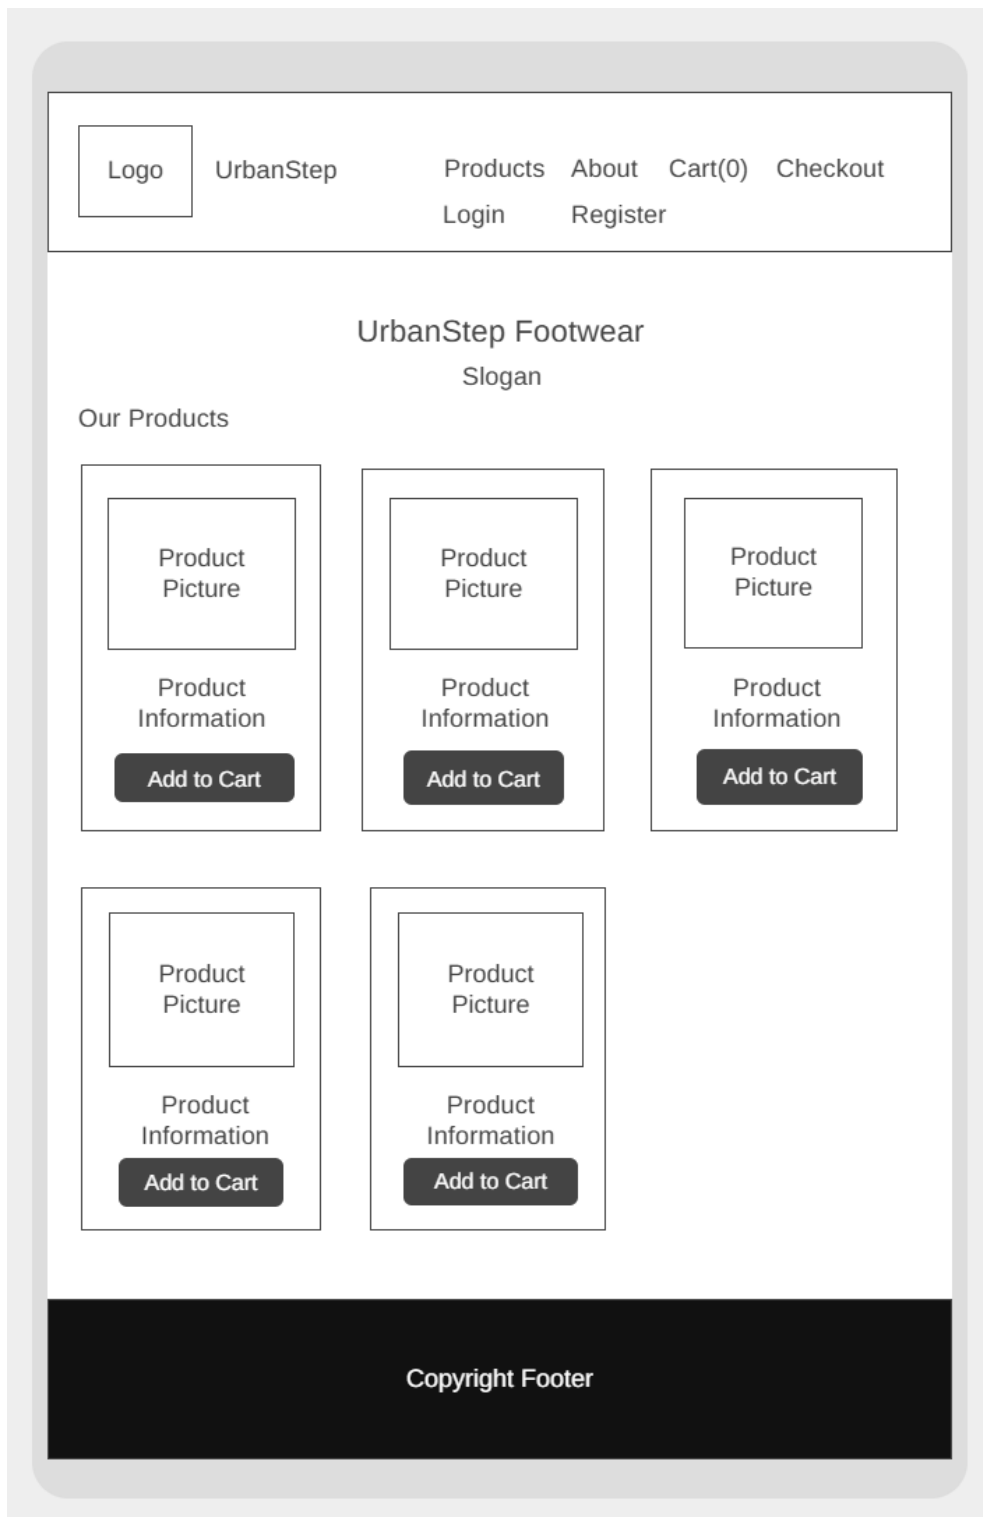 Logo
UrbanStep
Products About Cart(0) Checkout
Login Register
UrbanStep Footwear
Slogan
Our Products
Product
Picture
Product
Information
Add to Cart
Product
Picture
Product
Information
Add to Cart
Product
Picture
Product
Information
Add to Cart
Product
Picture
Product
Information
Add to Cart
Product
Picture
Product
Information
Add to Cart
Copyright Footer